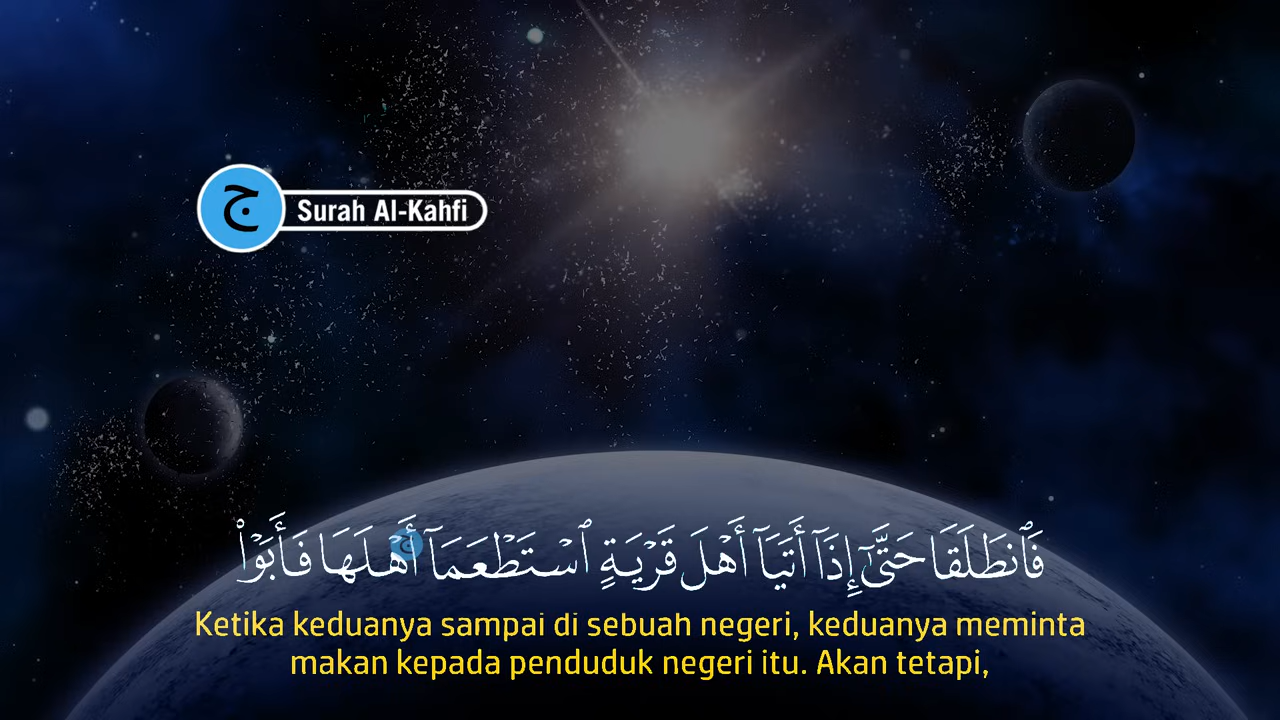 ج
Surah Al-Kahfi
فَٱنطَلَقَا حَتَّىٰٓ إِذَآ أَتَيَآ أَهْلَ قَرْيَةٍ ٱسْتَطْعَمَآ أَهْلَهَا فَأَبَوْا۟
Ketika keduanya sampai di sebuah negeri, keduanya meminta
makan kepada penduduk negeri itu. Akan tetapi,